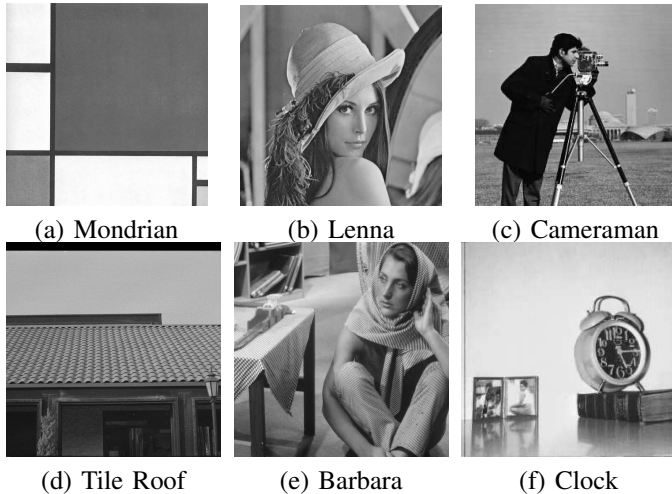 (a) Mondrian
(b) Lenna
(c) Cameraman
(d) Tile Roof
(e) Barbara
(f) Clock